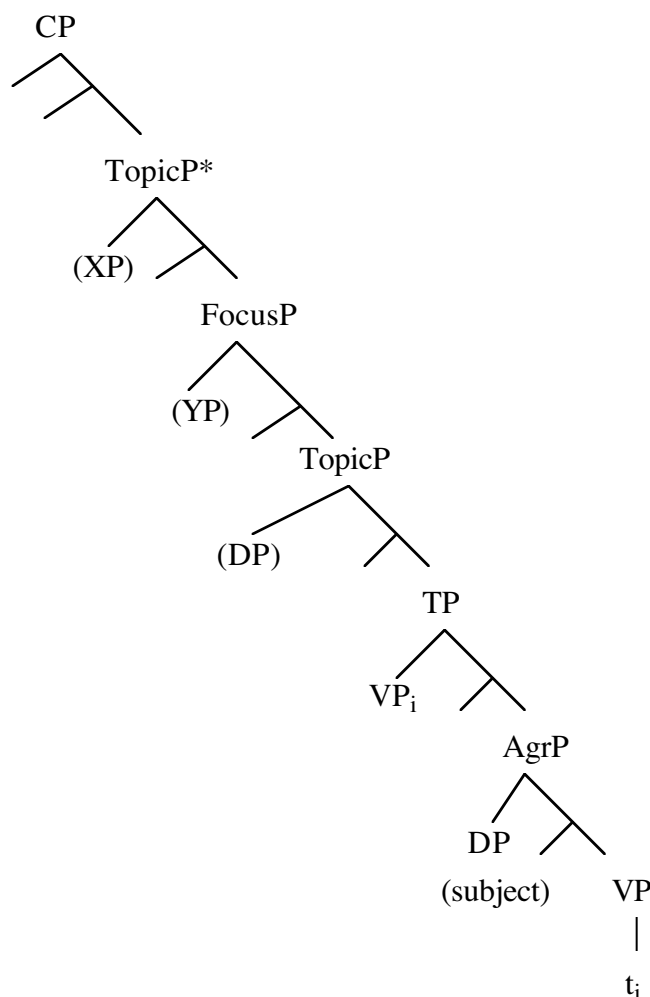 CP
TopicP*
(XP)
FocusP
(YP)
TopicP
(DP)
TP
VPi
AgrP
DP
(subject)
VP
ti